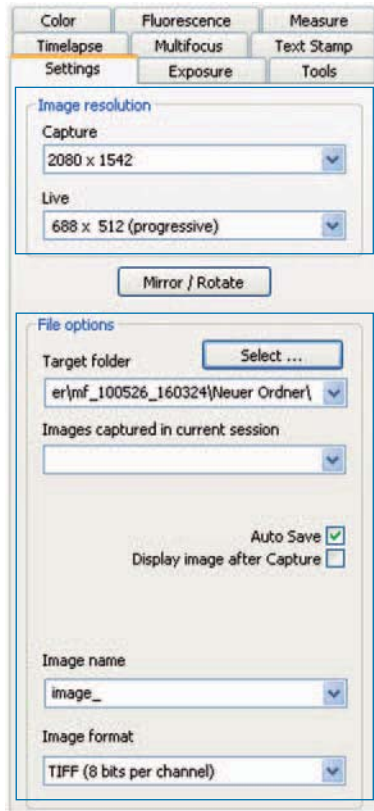 Color Fluorescence Measure
Timelapse Multifocus Text Stamp
Settings Exposure Tools
Image resolution
Capture
2080 x 1542
Live
688 x 512 (progressive)
Mirror / Rotate
File options
Target folder Select ...
er\mf_100526_160324\Neuer Ordner\
Images captured in current session
Auto Save
Display image after Capture
Image name
image_
Image format
TIFF (8 bits per channel)